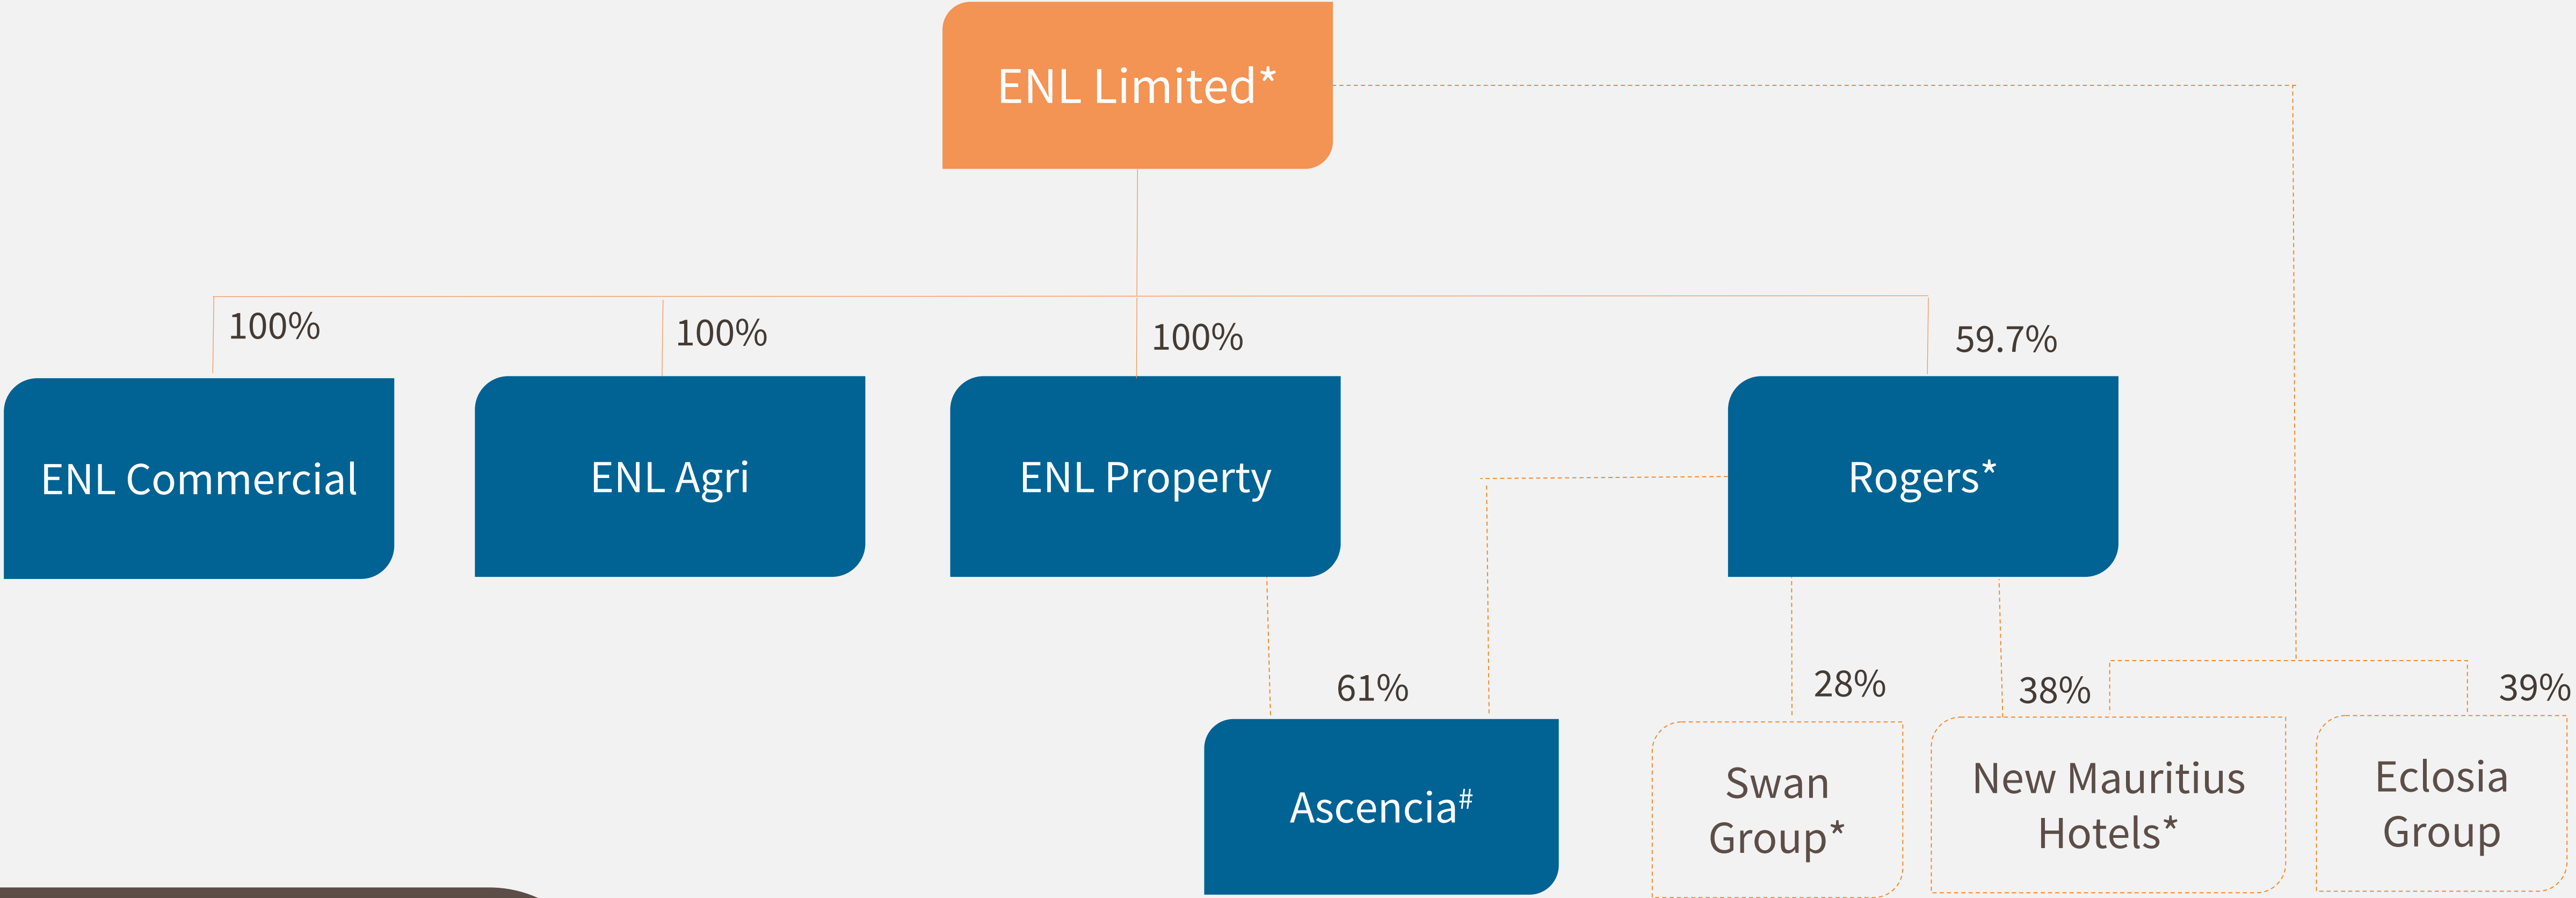 ENL Limited*
100%
100%
100%
59.7%
ENL Commercial
ENL Agri
ENL Property
Rogers*
61%
28%
38%
39%
Ascencia#
Swan
Group*
New Mauritius
Hotels*
Eclosia
Group